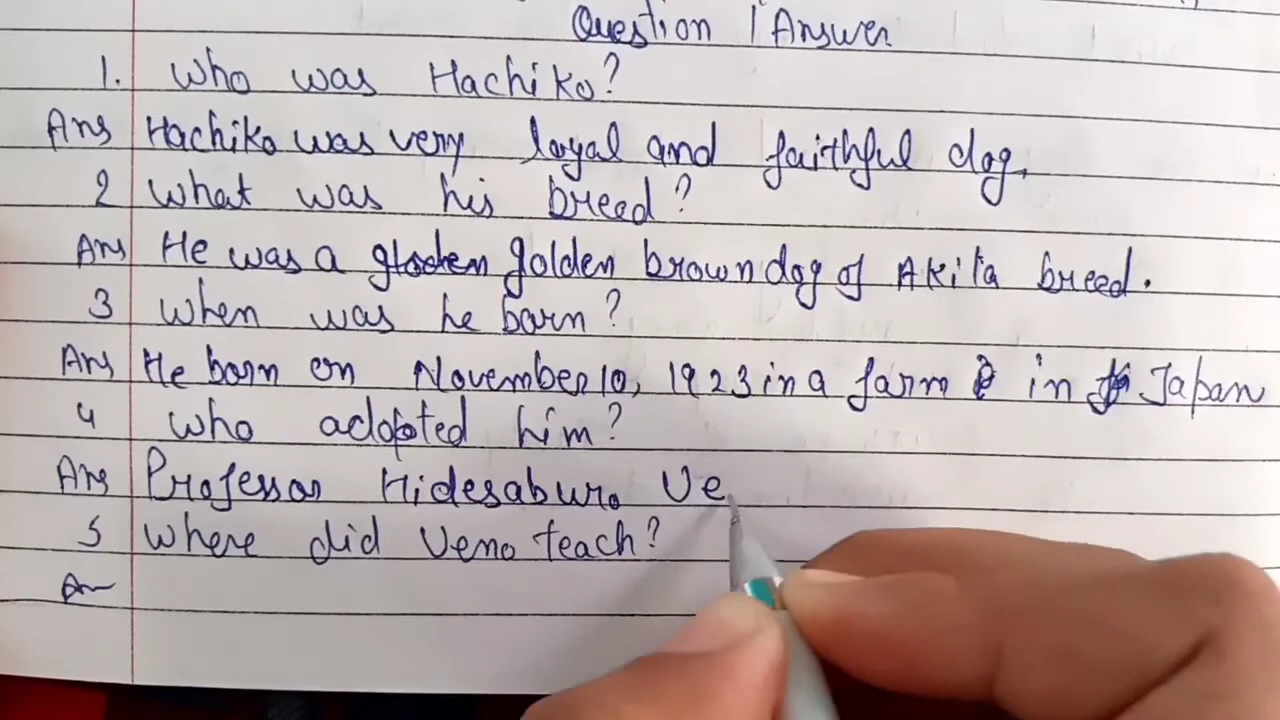 Question | Answer
1. Who was Hachiko?
Ans Hachiko was very loyal and faithful dog.
2 What was his breed?
Ans He was a gloden golden brown dog of Akita breed.
3 When was he born?
Ans He born on November 10, 1923 in a farm in Japan
4 Who adopted him?
Ans Professor Hidesaburo Ue
5 Where did Ueno teach?
An